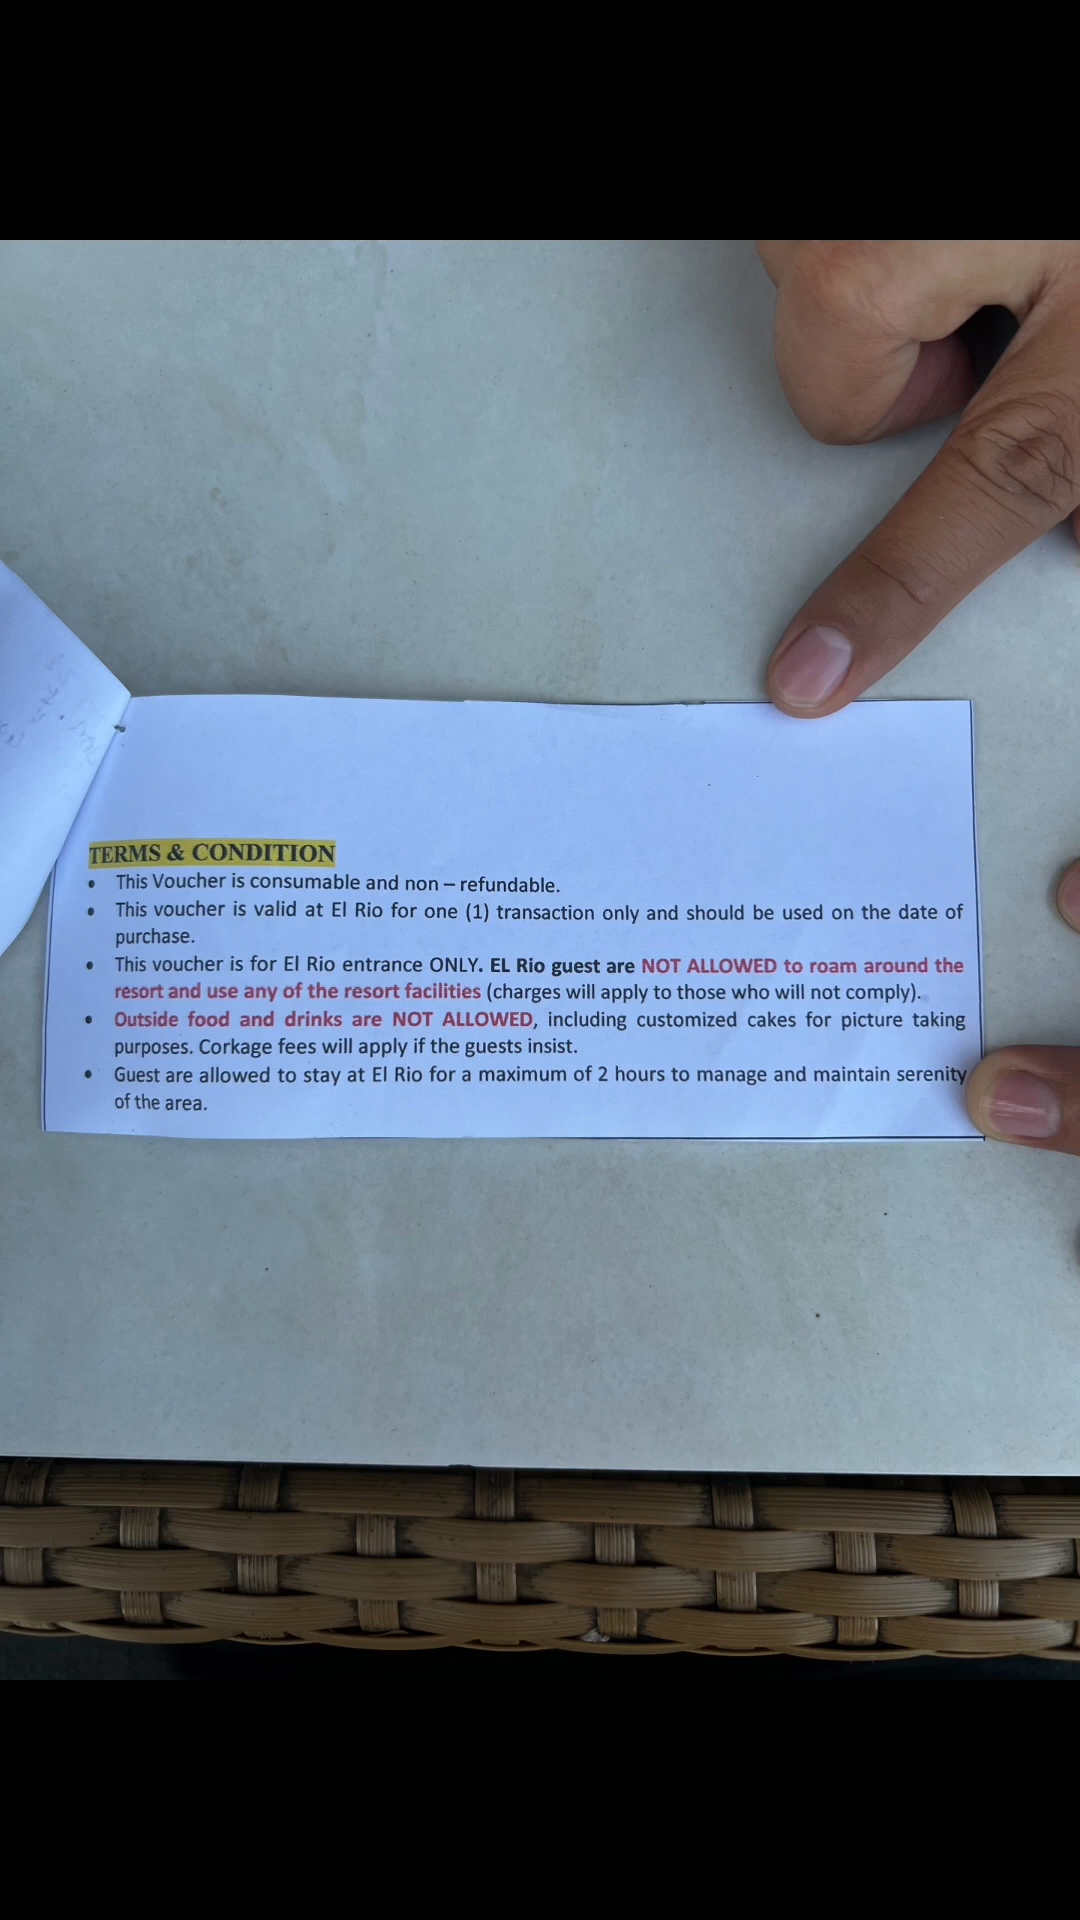 TERMS & CONDITION
• This Voucher is consumable and non – refundable.
• This voucher is valid at El Rio for one (1) transaction only and should be used on the date of
purchase.
• This voucher is for El Rio entrance ONLY. EL Rio guest are NOT ALLOWED to roam around the
resort and use any of the resort facilities (charges will apply to those who will not comply).
• Outside food and drinks are NOT ALLOWED, including customized cakes for picture taking
purposes. Corkage fees will apply if the guests insist.
• Guest are allowed to stay at El Rio for a maximum of 2 hours to manage and maintain serenity
of the area.